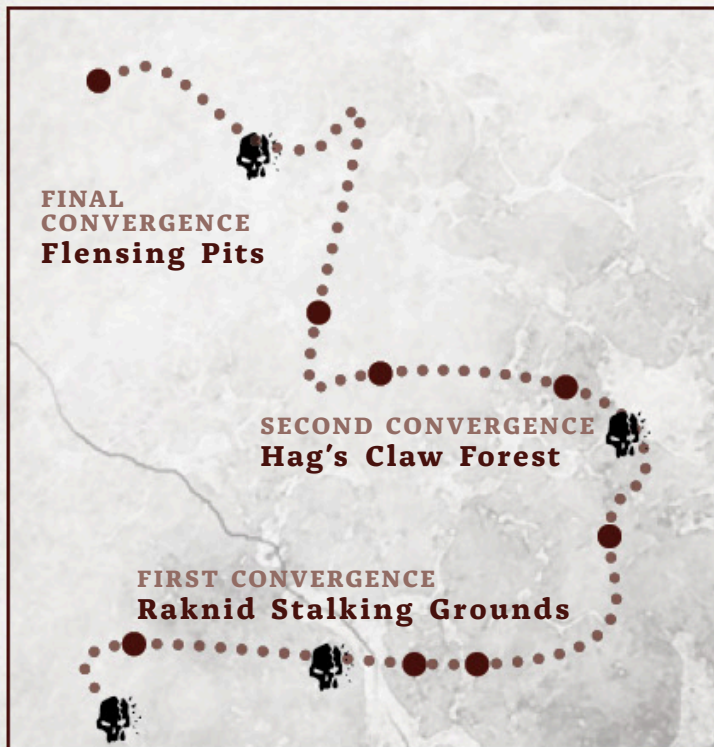 FINAL
CONVERGENCE
Flensing Pits
SECOND CONVERGENCE
Hag's Claw Forest
FIRST CONVERGENCE
Raknid Stalking Grounds